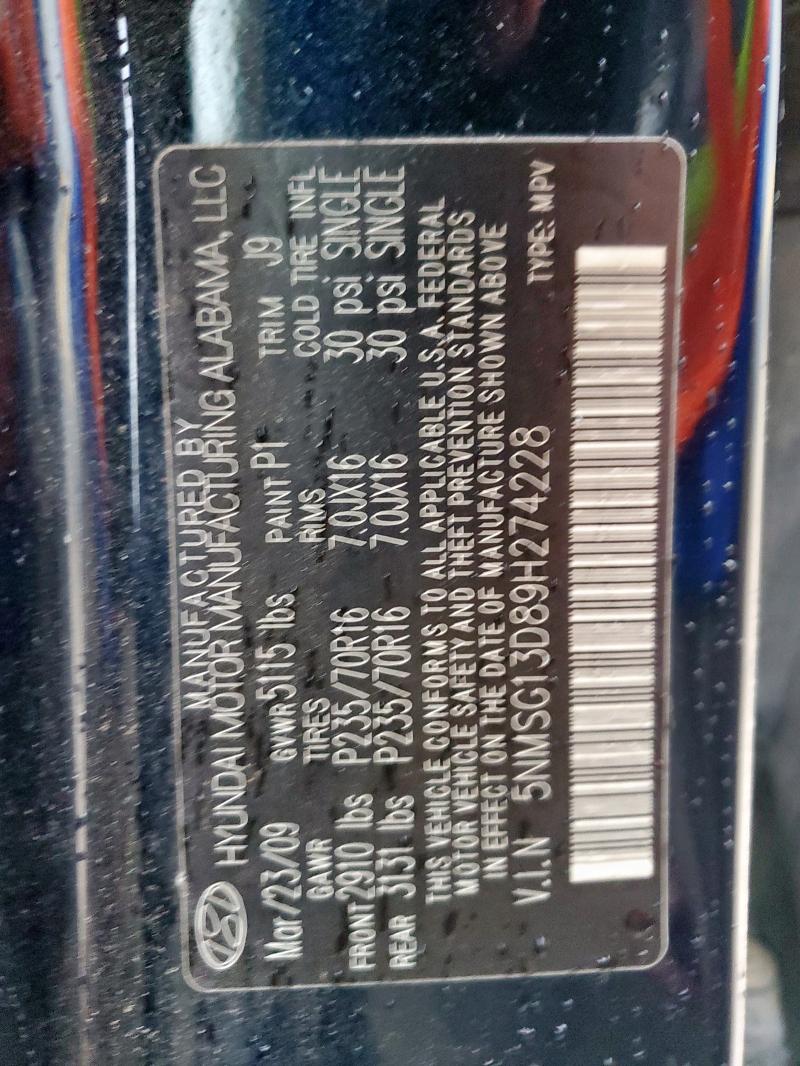 MANUFACTURED BY
HYUNDAI MOTOR MANUFACTURING ALABAMA, LLC
Mar/23/09 GVWR 5115 lbs PAINT P1 TRIM J9
GAWR TIRES RIMS COLD TIRE INFL
FRONT 2910 lbs P235/70R16 7.0JX16 30 psi SINGLE
REAR 3131 lbs P235/70R16 7.0JX16 30 psi SINGLE
THIS VEHICLE CONFORMS TO ALL APPLICABLE U.S.A. FEDERAL
MOTOR VEHICLE SAFETY AND THEFT PREVENTION STANDARDS
IN EFFECT ON THE DATE OF MANUFACTURE SHOWN ABOVE
V.I.N 5NMSG13D89H274228 TYPE: MPV